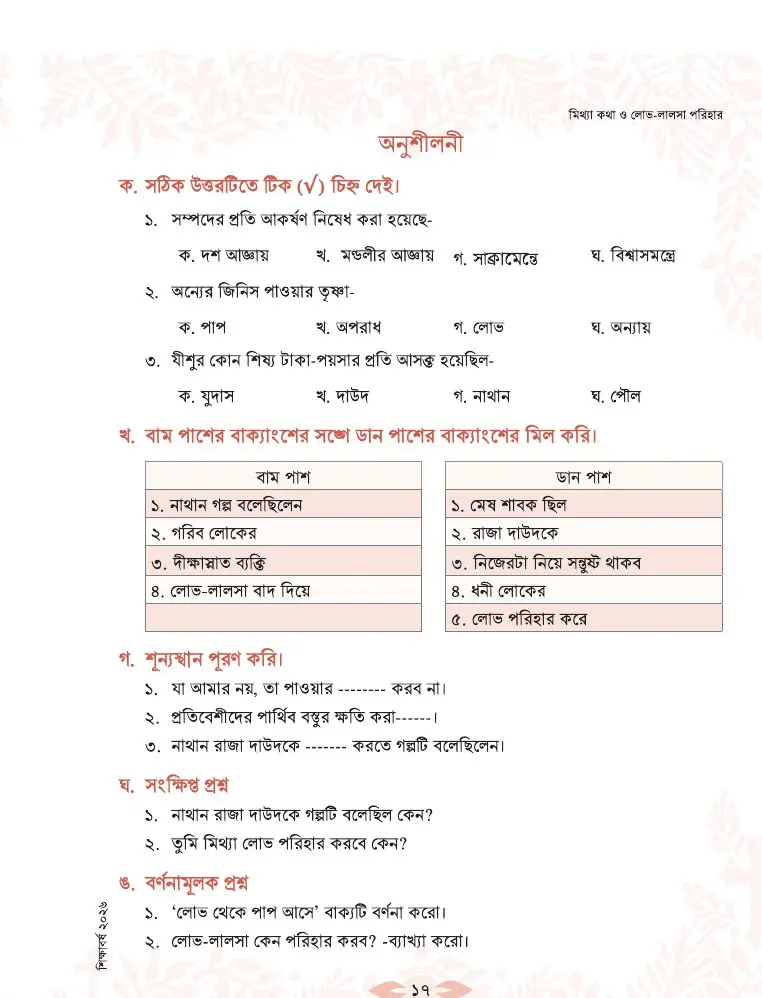 মিথ্যা কথা ও লোভ-লালসা পরিহার
অনুশীলনী
ক. সঠিক উত্তরটিতে টিক (√) চিহ্ন দেই।
১. সম্পদের প্রতি আকর্ষণ নিষেধ করা হয়েছে-
ক. দশ আজ্ঞায় খ. মণ্ডলীর আজ্ঞায় গ. সাক্রামেন্তে ঘ. বিশ্বাসমন্ত্রে
২. অন্যের জিনিস পাওয়ার তৃষ্ণা-
ক. পাপ খ. অপরাধ গ. লোভ ঘ. অন্যায়
৩. যীশুর কোন শিষ্য টাকা-পয়সার প্রতি আসক্ত হয়েছিল-
ক. যুদাস খ. দাউদ গ. নাথান ঘ. পৌল
খ. বাম পাশের বাক্যাংশের সঙ্গে ডান পাশের বাক্যাংশের মিল করি।
বাম পাশ ডান পাশ
১. নাথান গল্প বলেছিলেন ১. মেষ শাবক ছিল
২. গরিব লোকের ২. রাজা দাউদকে
৩. দীক্ষাস্নাত ব্যক্তি ৩. নিজেরটা নিয়ে সন্তুষ্ট থাকব
৪. লোভ-লালসা বাদ দিয়ে ৪. ধনী লোকের
৫. লোভ পরিহার করে
গ. শূন্যস্থান পূরণ করি।
১. যা আমার নয়, তা পাওয়ার -------- করব না।
২. প্রতিবেশীদের পার্থিব বস্তুর ক্ষতি করা------।
৩. নাথান রাজা দাউদকে ------- করতে গল্পটি বলেছিলেন।
ঘ. সংক্ষিপ্ত প্রশ্ন
১. নাথান রাজা দাউদকে গল্পটি বলেছিল কেন?
২. তুমি মিথ্যা লোভ পরিহার করবে কেন?
ঙ. বর্ণনামূলক প্রশ্ন
১. ‘লোভ থেকে পাপ আসে’ বাক্যটি বর্ণনা করো।
২. লোভ-লালসা কেন পরিহার করব? -ব্যাখ্যা করো।
শিক্ষাবর্ষ ২০২৬
১৭